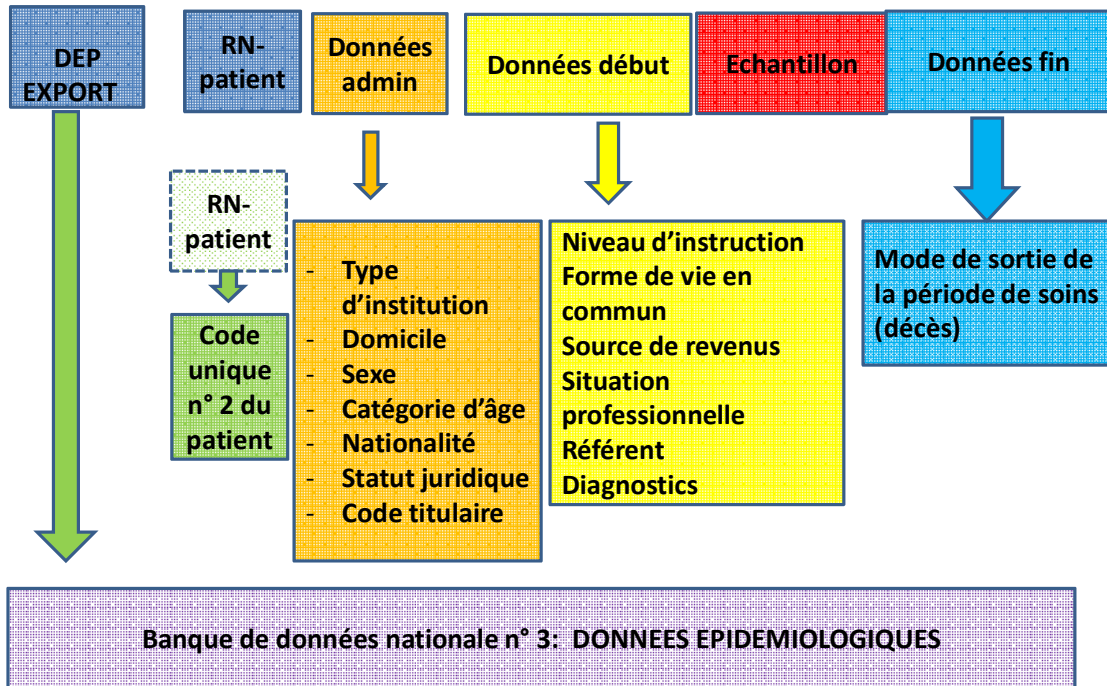 DEP
EXPORT
RN-
patient
Données
admin
Données début
Echantillon
Données fin
RN-
patient
Code
unique
n° 2 du
patient
- Type
d'institution
- Domicile
- Sexe
- Catégorie d'âge
- Nationalité
- Statut juridique
- Code titulaire
Niveau d'instruction
Forme de vie en
commun
Source de revenus
Situation
professionnelle
Référent
Diagnostics
Mode de sortie de
la période de soins
(décès)
Banque de données nationale n° 3: DONNEES EPIDEMIOLOGIQUES